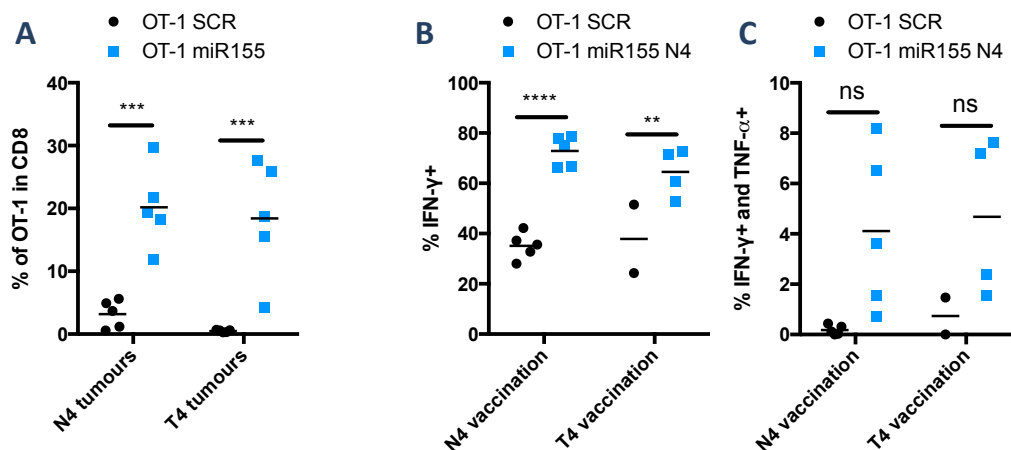 A
OT-1 SCR
OT-1 miR155
% of OT-1 in CD8
40
30
20
10
0
***
***
N4 tumours
T4 tumours
B
OT-1 SCR
OT-1 miR155 N4
% IFN-γ+
100
80
60
40
20
0
****
**
N4 vaccination
T4 vaccination
C
OT-1 SCR
OT-1 miR155 N4
% IFN-γ+ and TNF-α+
10
8
6
4
2
0
ns
ns
N4 vaccination
T4 vaccination